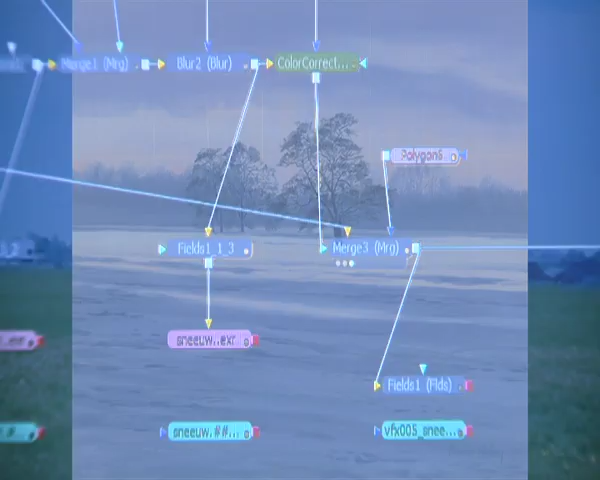 Merge1 (Mrg)
Blur2 (Blur)
ColorCorrect...
Polygon6
Fields1_1_3
Merge3 (Mrg)
sneeuw..exr
Fields1 (Flds)
sneeuw.##...
vfx005_snee...